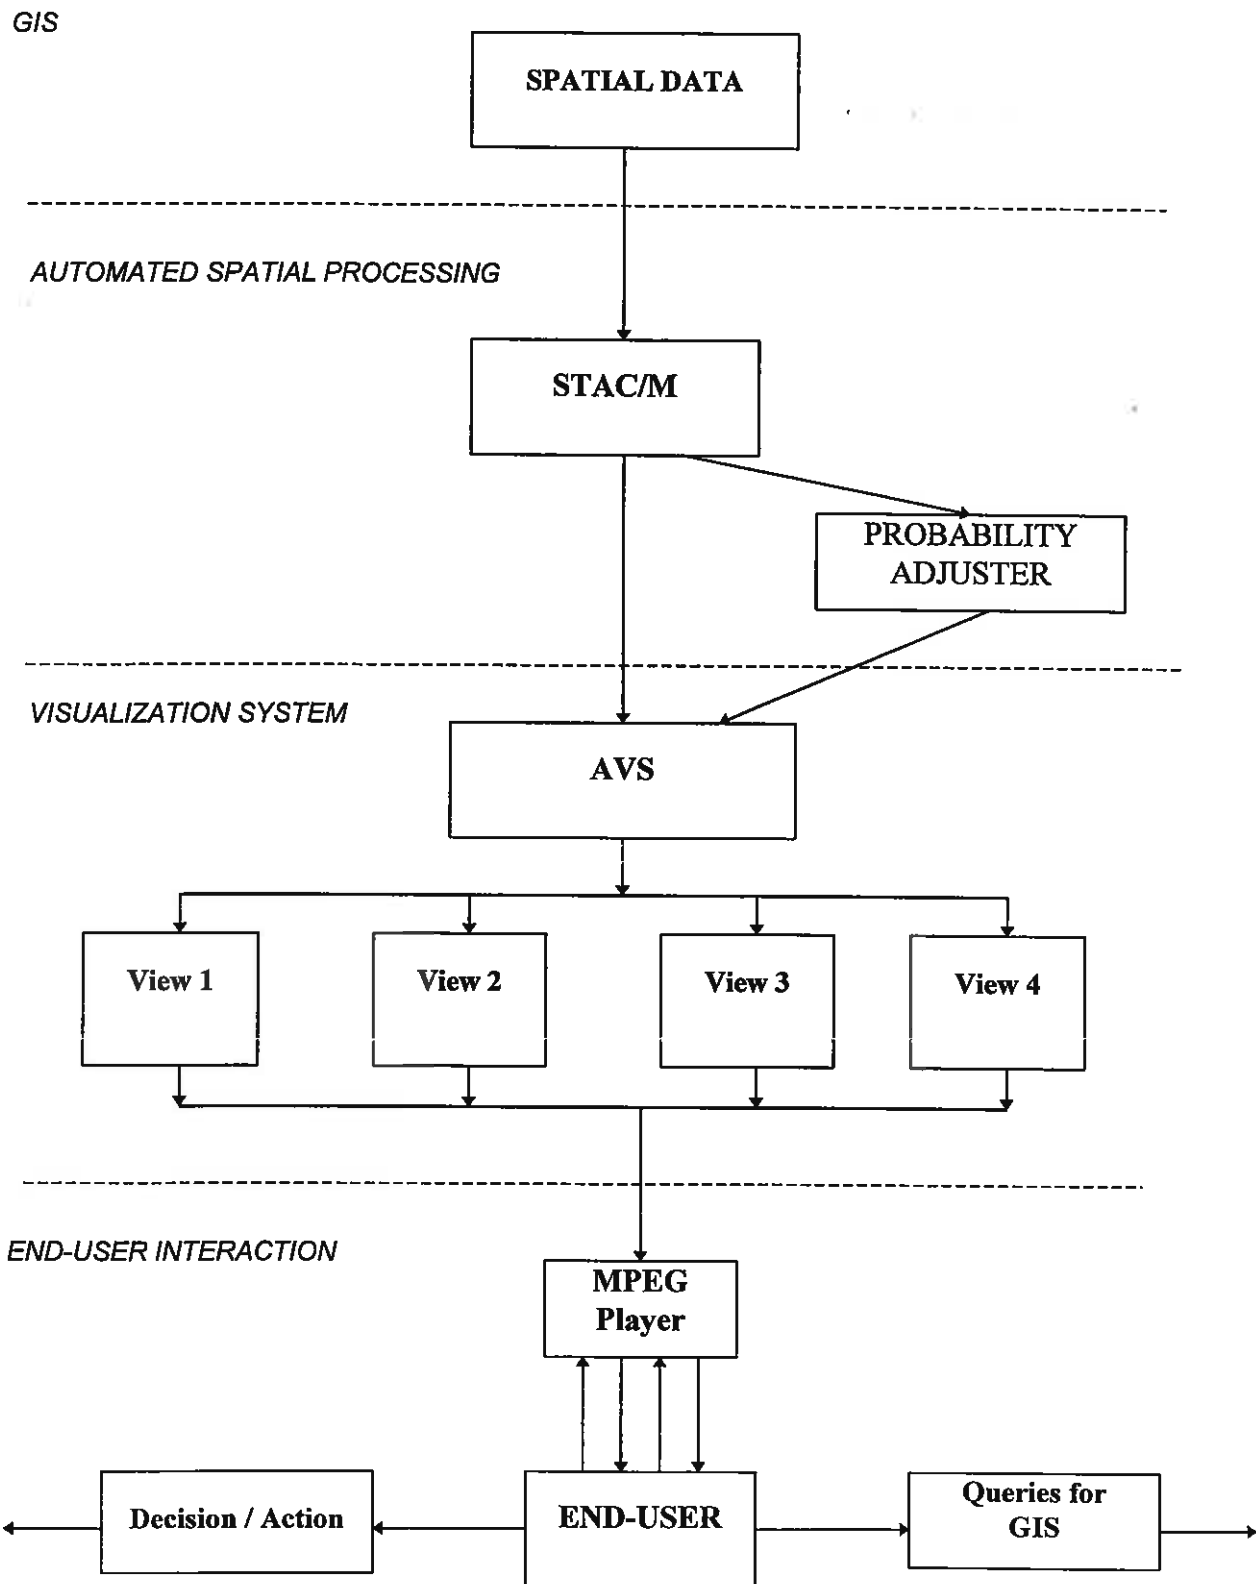 GIS
SPATIAL DATA
AUTOMATED SPATIAL PROCESSING
STAC/M
PROBABILITY
ADJUSTER
VISUALIZATION SYSTEM
AVS
View 1
View 2
View 3
View 4
END-USER INTERACTION
MPEG
Player
Decision / Action
END-USER
Queries for
GIS